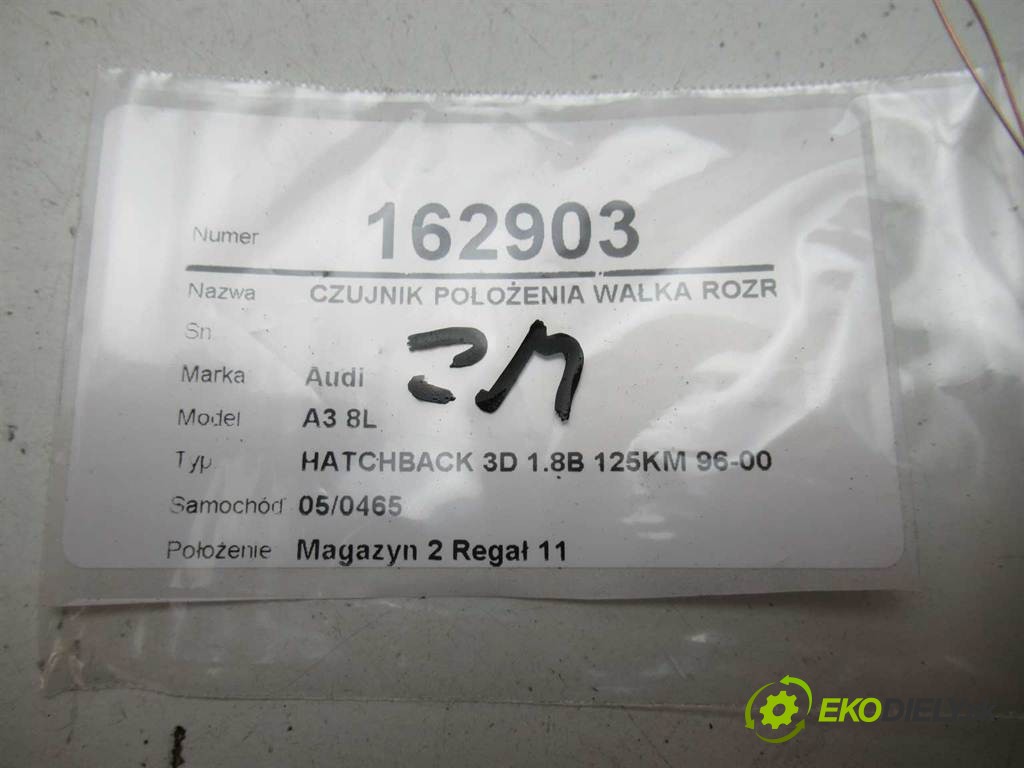 Numer 162903
Nazwa CZUJNIK POŁOŻENIA WAŁKA ROZR
Sn
Marka Audi
Model A3 8L
Typ HATCHBACK 3D 1.8B 125KM 96-00
Samochód 05/0465
Położenie Magazyn 2 Regał 11